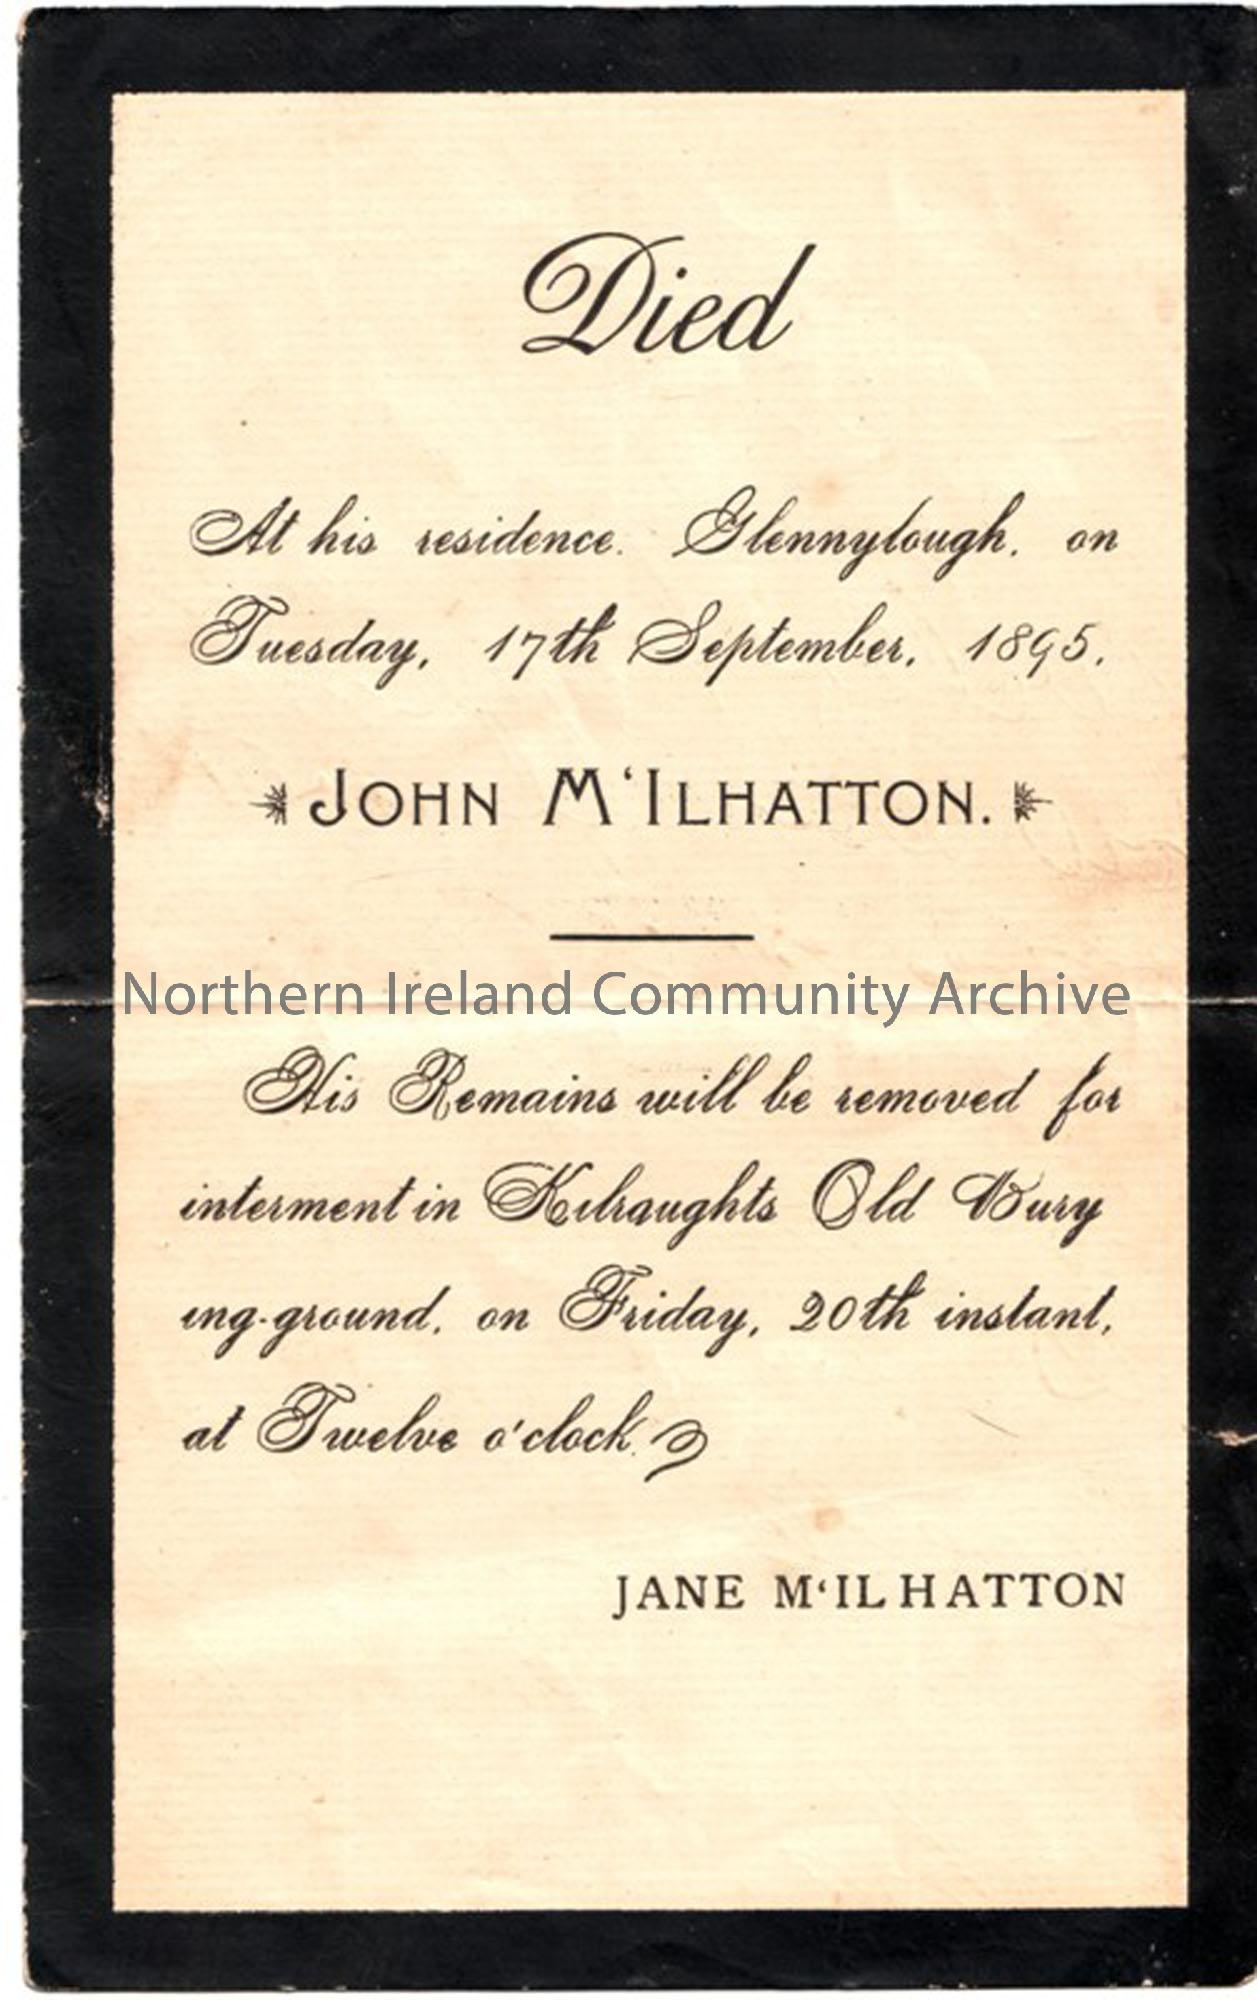 Died
At his residence. Glennylough, on
Tuesday, 17th September, 1895,
JOHN M‘ILHATTON.
Northern Ireland Community Archive
His Remains will be removed for
interment in Kilraughts Old Bury
ing-ground, on Friday, 20th instant,
at Twelve o'clock.
JANE M‘ILHATTON